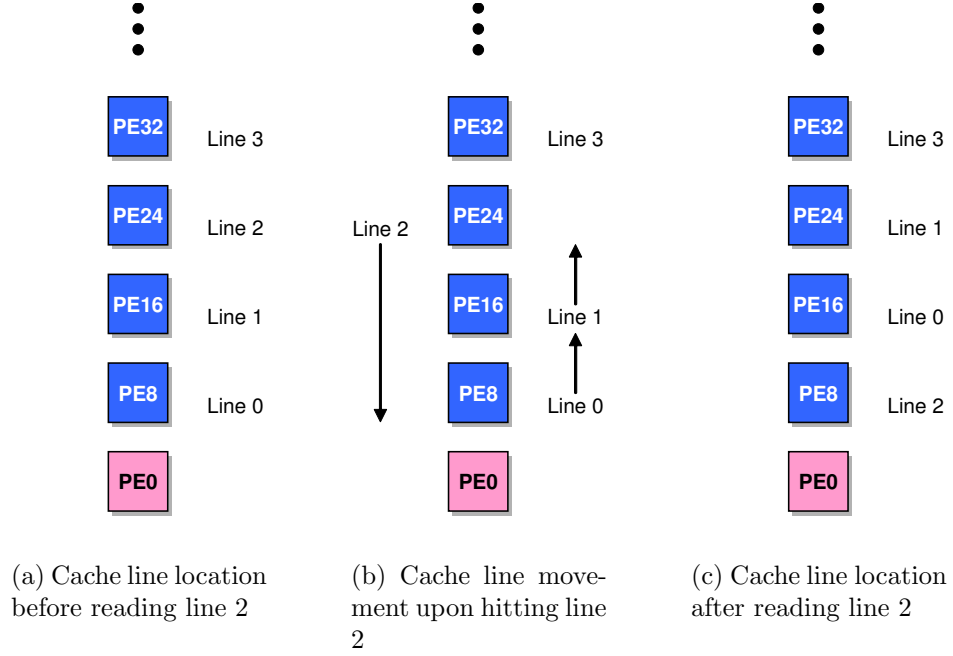 PE32 Line 3
PE24 Line 2
PE16 Line 1
PE8 Line 0
PE0
(a) Cache line location
before reading line 2
PE32 Line 3
Line 2 PE24
PE16 Line 1
PE8 Line 0
PE0
(b) Cache line move-
ment upon hitting line
2
PE32 Line 3
PE24 Line 1
PE16 Line 0
PE8 Line 2
PE0
(c) Cache line location
after reading line 2